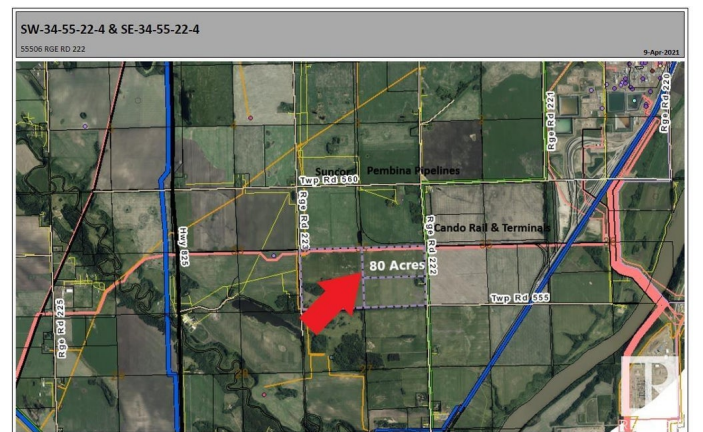 SW-34-55-22-4 & SE-34-55-22-4
55506 RGE RD 222
9-Apr-2021
Rge Rd 220
Rge Rd 221
Suncor
Pembina Pipelines
Twp Rd 560
Rge Rd 223
Rge Rd 222
Hwy 825
Cando Rail & Terminals
80 Acres
Twp Rd 555
Rge Rd 225